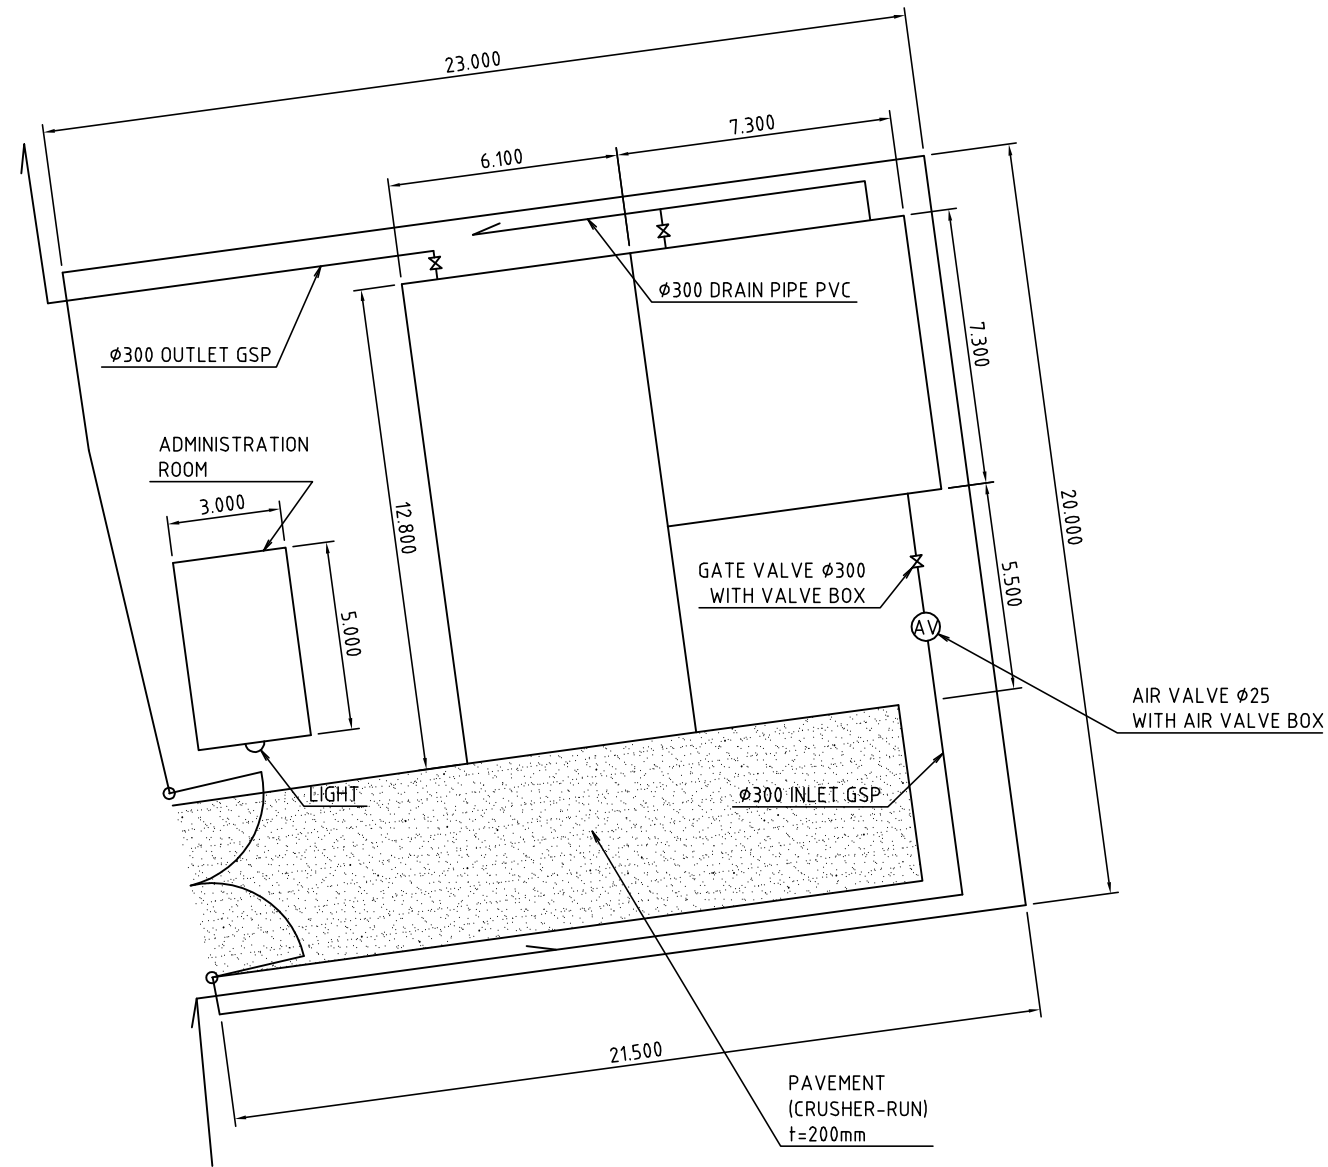 23.000
7.300
6.100
Ø300 DRAIN PIPE PVC
Ø300 OUTLET GSP
7.300
ADMINISTRATION
ROOM
3.000
12.800
20.000
5.000
GATE VALVE Ø300
WITH VALVE BOX
5.500
AV
AIR VALVE Ø25
WITH AIR VALVE BOX
LIGHT
Ø300 INLET GSP
21.500
PAVEMENT
(CRUSHER-RUN)
t=200mm